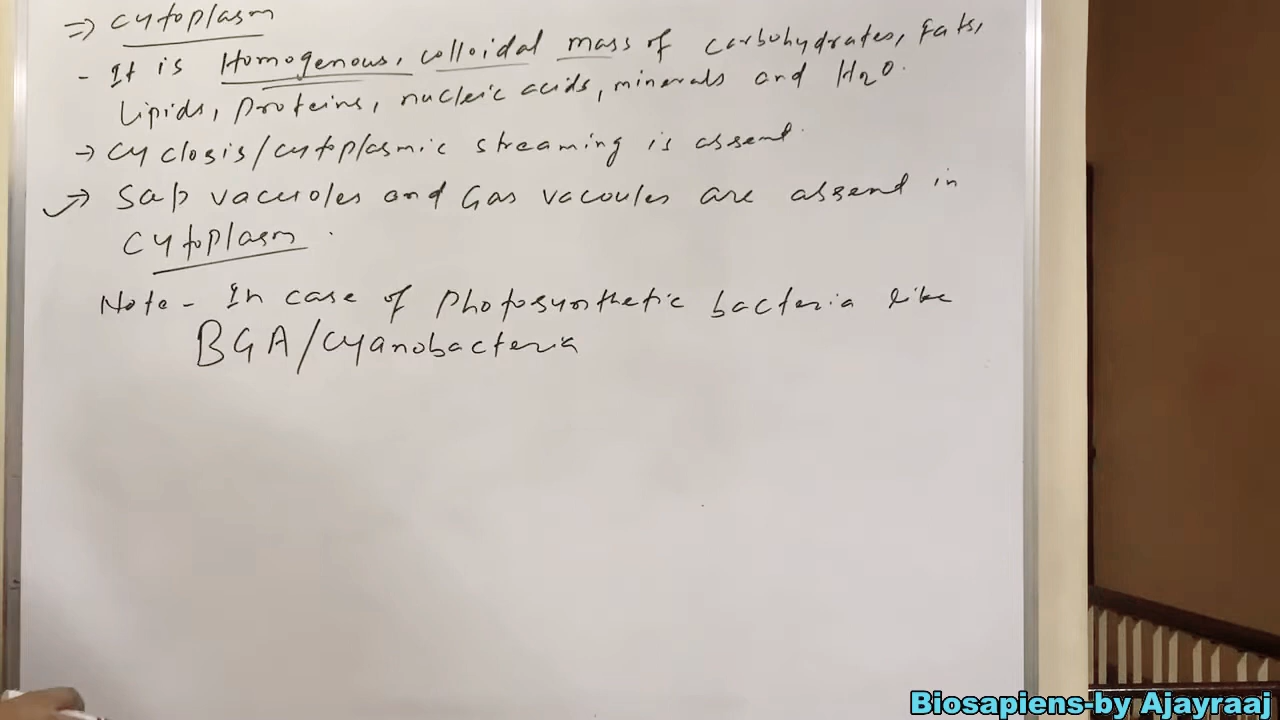 ⇒ Cytoplasm
- It is Homogenous, colloidal mass of carbohydrates, fats,
Lipids, proteins, nucleic acids, minerals and H2O.
→ Cyclosis/cytoplasmic streaming is assent.
→ Sap vacuoles and Gas vacoules are absent in
Cytoplasm.
Note - In case of photosynthetic bacteria like
BGA/Cyanobacteria
Biosapiens-by Ajayraaj